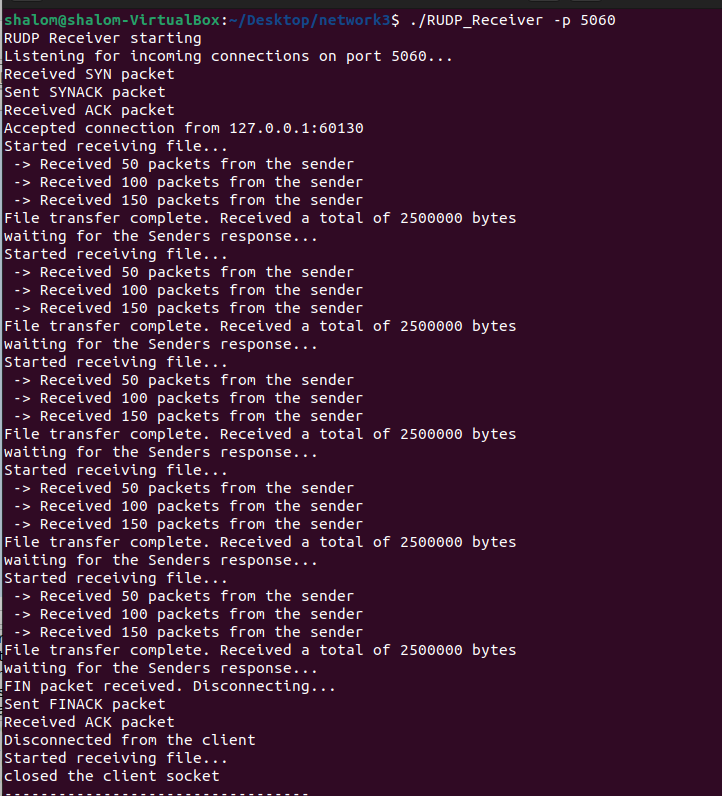 shalom@shalom-VirtualBox:~/Desktop/network3$ ./RUDP_Receiver -p 5060
RUDP Receiver starting
Listening for incoming connections on port 5060...
Received SYN packet
Sent SYNACK packet
Received ACK packet
Accepted connection from 127.0.0.1:60130
Started receiving file...
 -> Received 50 packets from the sender
 -> Received 100 packets from the sender
 -> Received 150 packets from the sender
File transfer complete. Received a total of 2500000 bytes
waiting for the Senders response...
Started receiving file...
 -> Received 50 packets from the sender
 -> Received 100 packets from the sender
 -> Received 150 packets from the sender
File transfer complete. Received a total of 2500000 bytes
waiting for the Senders response...
Started receiving file...
 -> Received 50 packets from the sender
 -> Received 100 packets from the sender
 -> Received 150 packets from the sender
File transfer complete. Received a total of 2500000 bytes
waiting for the Senders response...
Started receiving file...
 -> Received 50 packets from the sender
 -> Received 100 packets from the sender
 -> Received 150 packets from the sender
File transfer complete. Received a total of 2500000 bytes
waiting for the Senders response...
Started receiving file...
 -> Received 50 packets from the sender
 -> Received 100 packets from the sender
 -> Received 150 packets from the sender
File transfer complete. Received a total of 2500000 bytes
waiting for the Senders response...
FIN packet received. Disconnecting...
Sent FINACK packet
Received ACK packet
Disconnected from the client
Started receiving file...
closed the client socket
----------------------------------